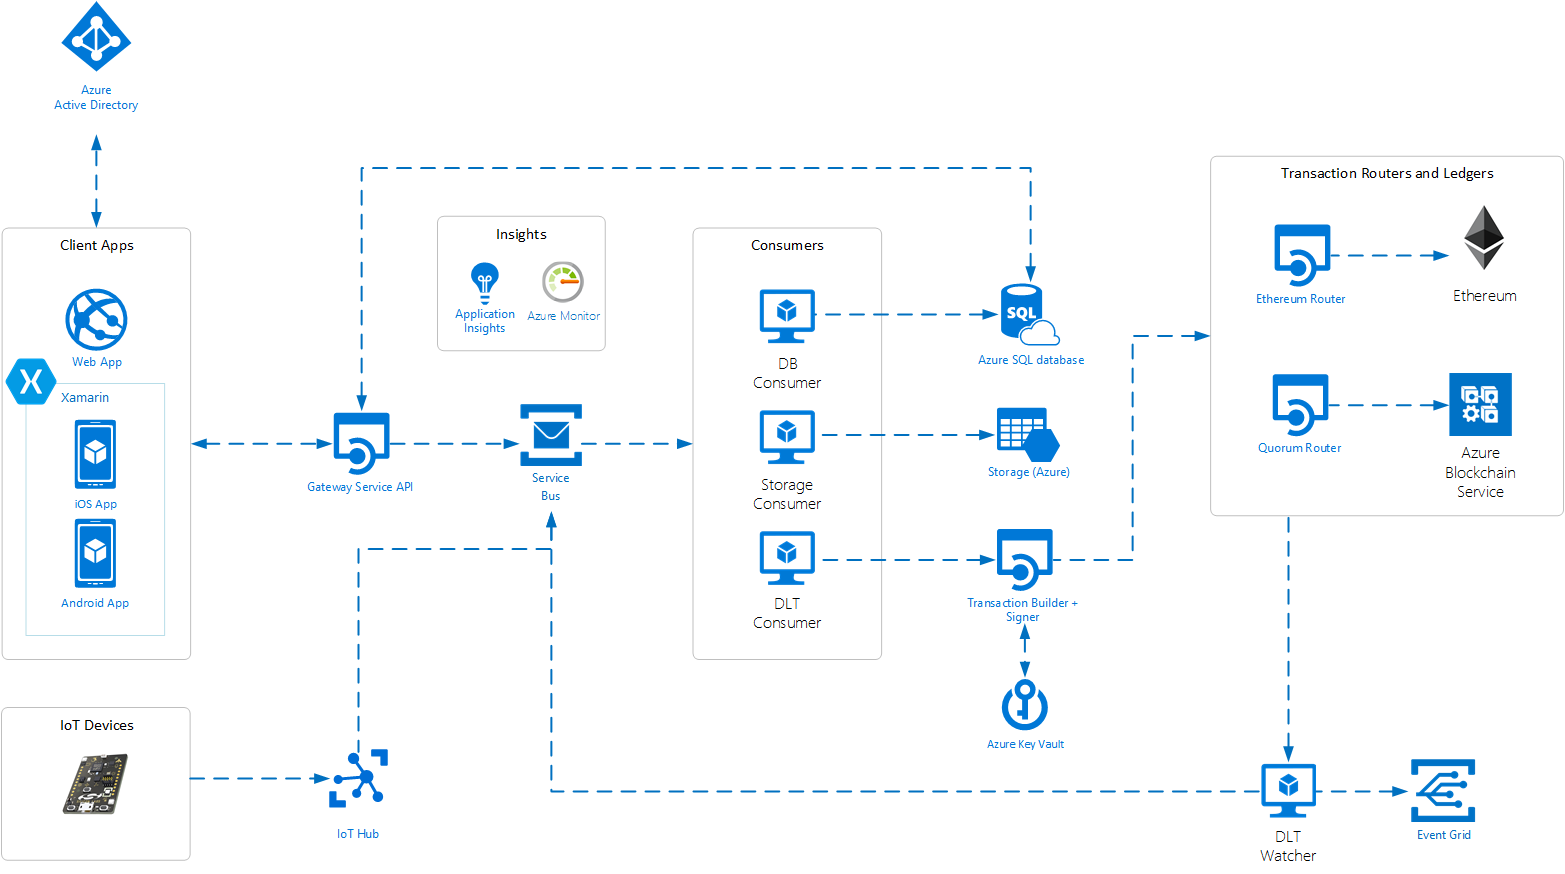 Azure
Active Directory
Transaction Routers and Ledgers
Client Apps
Insights
Consumers
Application
Insights
Azure Monitor
Ethereum Router
Ethereum
SQL
Web App
DB
Consumer
Azure SQL database
Xamarin
iOS App
Gateway Service API
Service
Bus
Storage
Consumer
Storage (Azure)
Quorum Router
Azure
Blockchain
Service
Android App
DLT
Consumer
Transaction Builder +
Signer
IoT Devices
Azure Key Vault
IoT Hub
DLT
Watcher
Event Grid